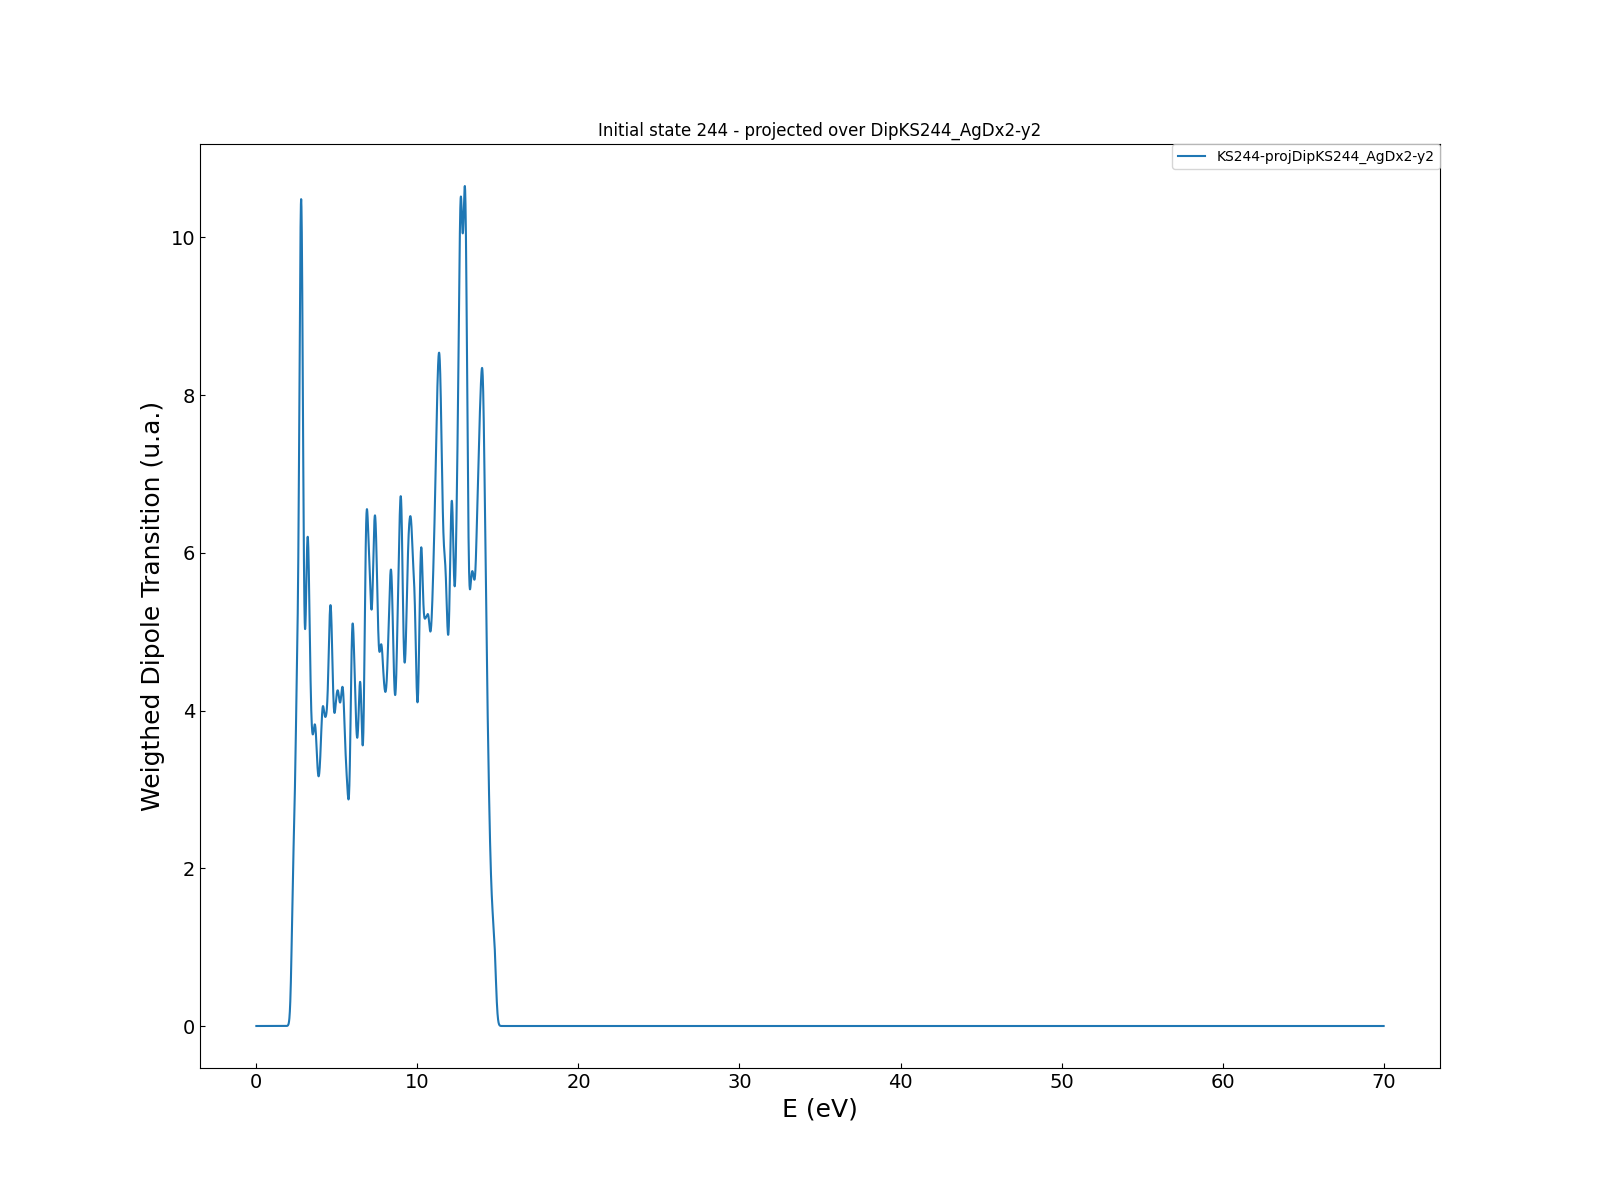 Initial state 244 - projected over DipKS244_AgDx2-y2
KS244-projDipKS244_AgDx2-y2
Weigthed Dipole Transition (u.a.)
10
8
6
4
2
0
0 10 20 30 40 50 60 70
E (eV)